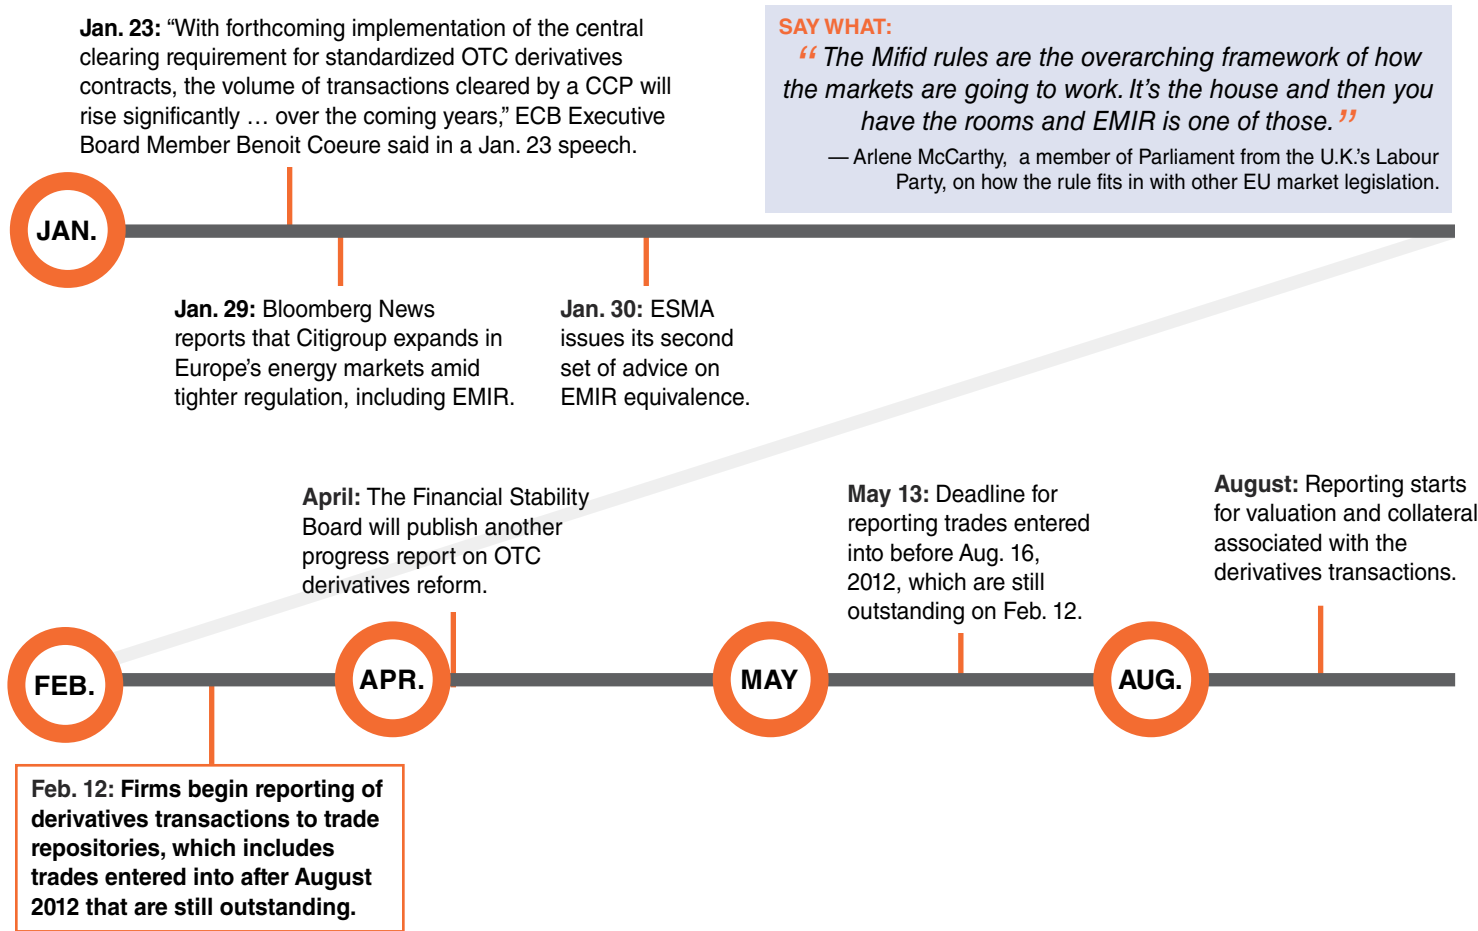 Jan. 23: “With forthcoming implementation of the central
clearing requirement for standardized OTC derivatives
contracts, the volume of transactions cleared by a CCP will
rise significantly … over the coming years,” ECB Executive
Board Member Benoit Coeure said in a Jan. 23 speech.
SAY WHAT:
“ The Mifid rules are the overarching framework of how
the markets are going to work. It’s the house and then you
have the rooms and EMIR is one of those.”
— Arlene McCarthy, a member of Parliament from the U.K.’s Labour
Party, on how the rule fits in with other EU market legislation.
JAN.
Jan. 29: Bloomberg News
reports that Citigroup expands in
Europe’s energy markets amid
tighter regulation, including EMIR.
Jan. 30: ESMA
issues its second
set of advice on
EMIR equivalence.
April: The Financial Stability
Board will publish another
progress report on OTC
derivatives reform.
May 13: Deadline for
reporting trades entered
into before Aug. 16,
2012, which are still
outstanding on Feb. 12.
August: Reporting starts
for valuation and collateral
associated with the
derivatives transactions.
FEB.
APR.
MAY
AUG.
Feb. 12: Firms begin reporting of
derivatives transactions to trade
repositories, which includes
trades entered into after August
2012 that are still outstanding.